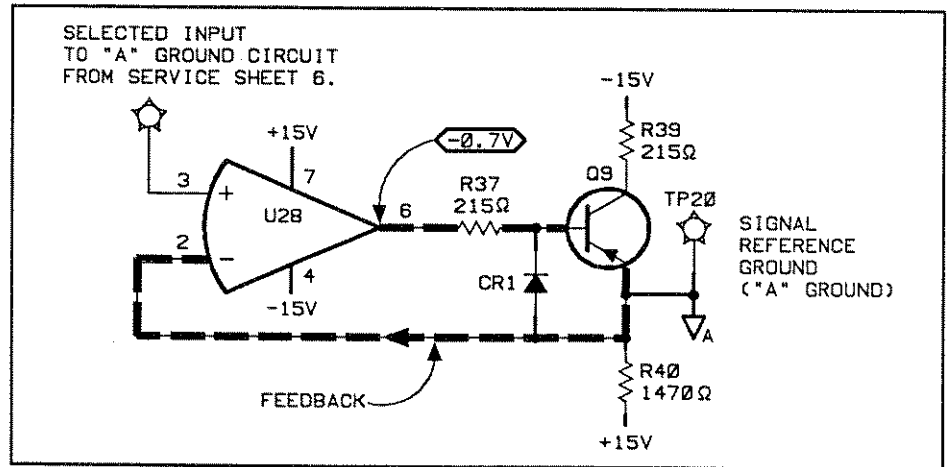 SELECTED INPUT
TO "A" GROUND CIRCUIT
FROM SERVICE SHEET 6.
-15V
R39
215Ω
+15V
-0.7V
Q9
3
+
7
R37
215Ω
TP20
U28
6
SIGNAL
REFERENCE
GROUND
("A" GROUND)
2
-
4
-15V
CR1
A
FEEDBACK
R40
1470Ω
+15V